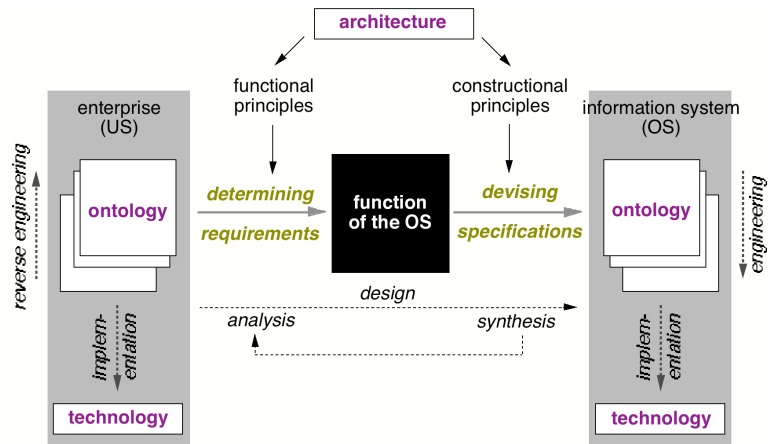 architecture
functional
principles
constructional
principles
enterprise
(US)
information system
(OS)
reverse engineering
ontology
determining
requirements
function
of the OS
devising
specifications
ontology
engineering
design
analysis
synthesis
implem-
entation
implem-
entation
technology
technology